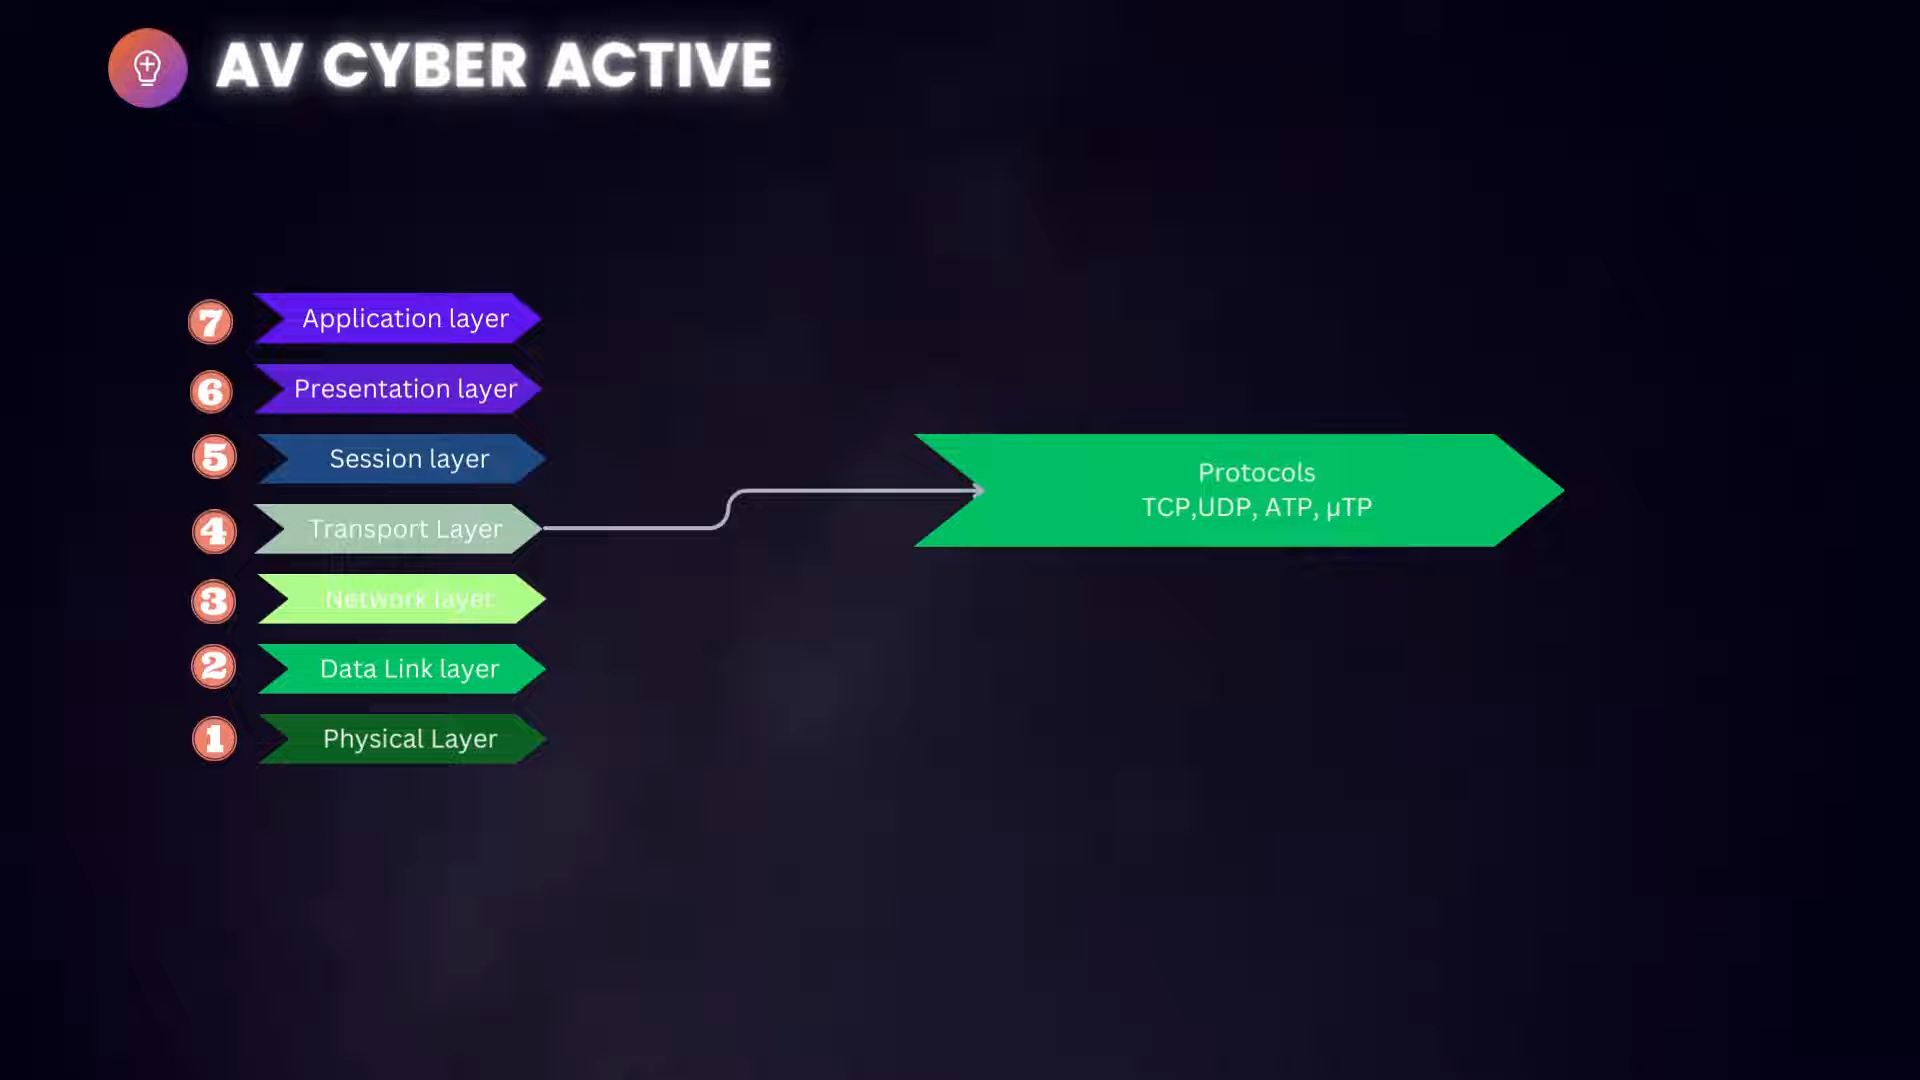 AV CYBER ACTIVE
7 Application layer
6 Presentation layer
5 Session layer
4 Transport Layer
3 Network layer
2 Data Link layer
1 Physical Layer
Protocols
TCP,UDP, ATP, µTP